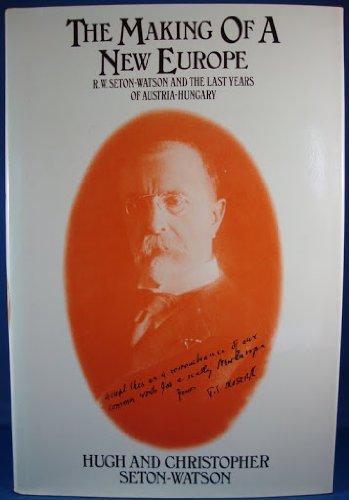 THE MAKING OF A
NEW EUROPE
R.W. SETON-WATSON AND THE LAST YEARS
OF AUSTRIA-HUNGARY
accept this as a remembrance of our
common work for a really New Europe
Yours
HUGH AND CHRISTOPHER
SETON-WATSON